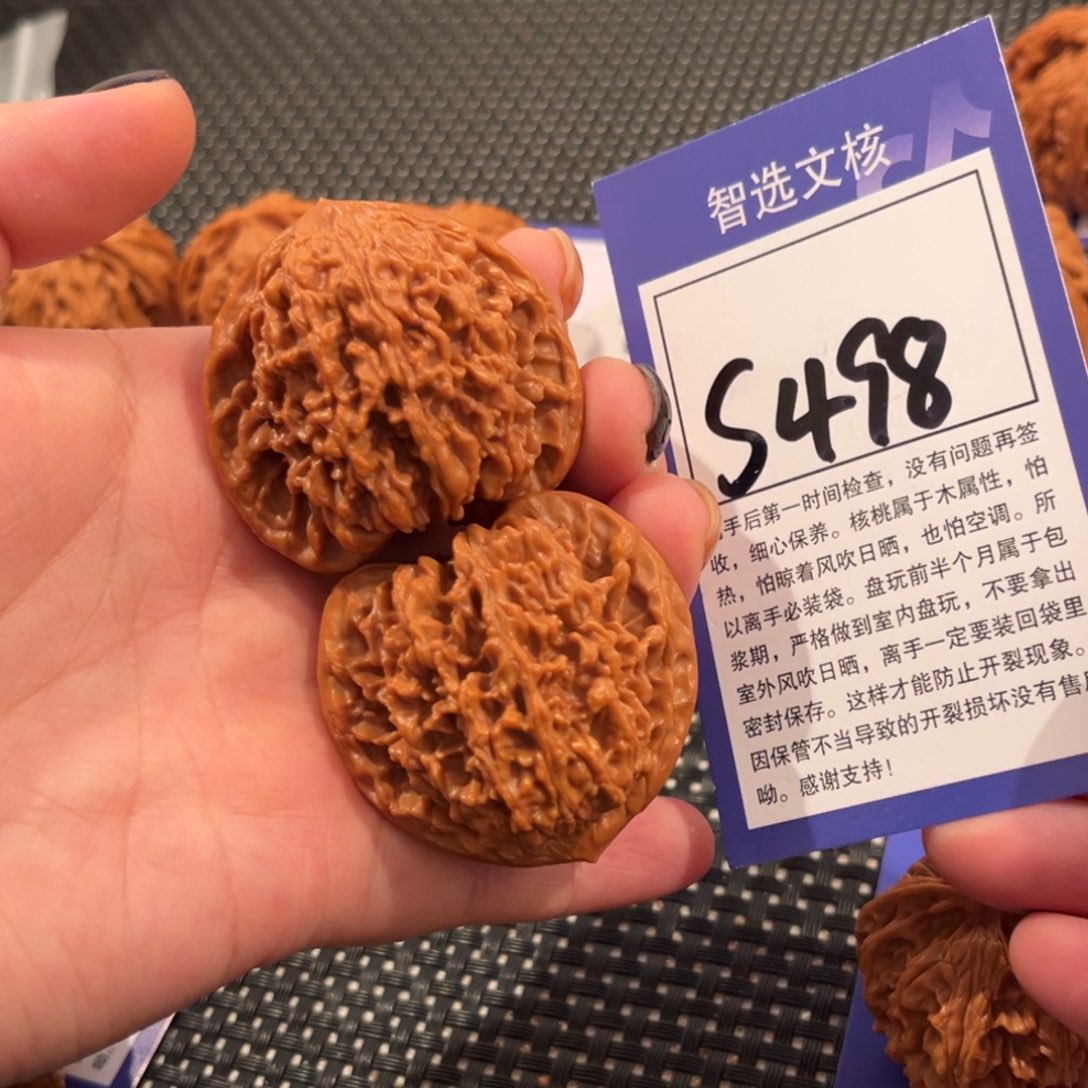 智选文核
S498
手后第一时间检查，没有问题再签
收，细心保养。核桃属于木属性，怕
热，怕晾着风吹日晒，也怕空调。所
以离手必装袋。盘玩前半个月属于包
浆期，严格做到室内盘玩，不要拿出
室外风吹日晒，离手一定要装回袋里
密封保存。这样才能防止开裂现象。
因保管不当导致的开裂损坏没有售
呦。感谢支持！